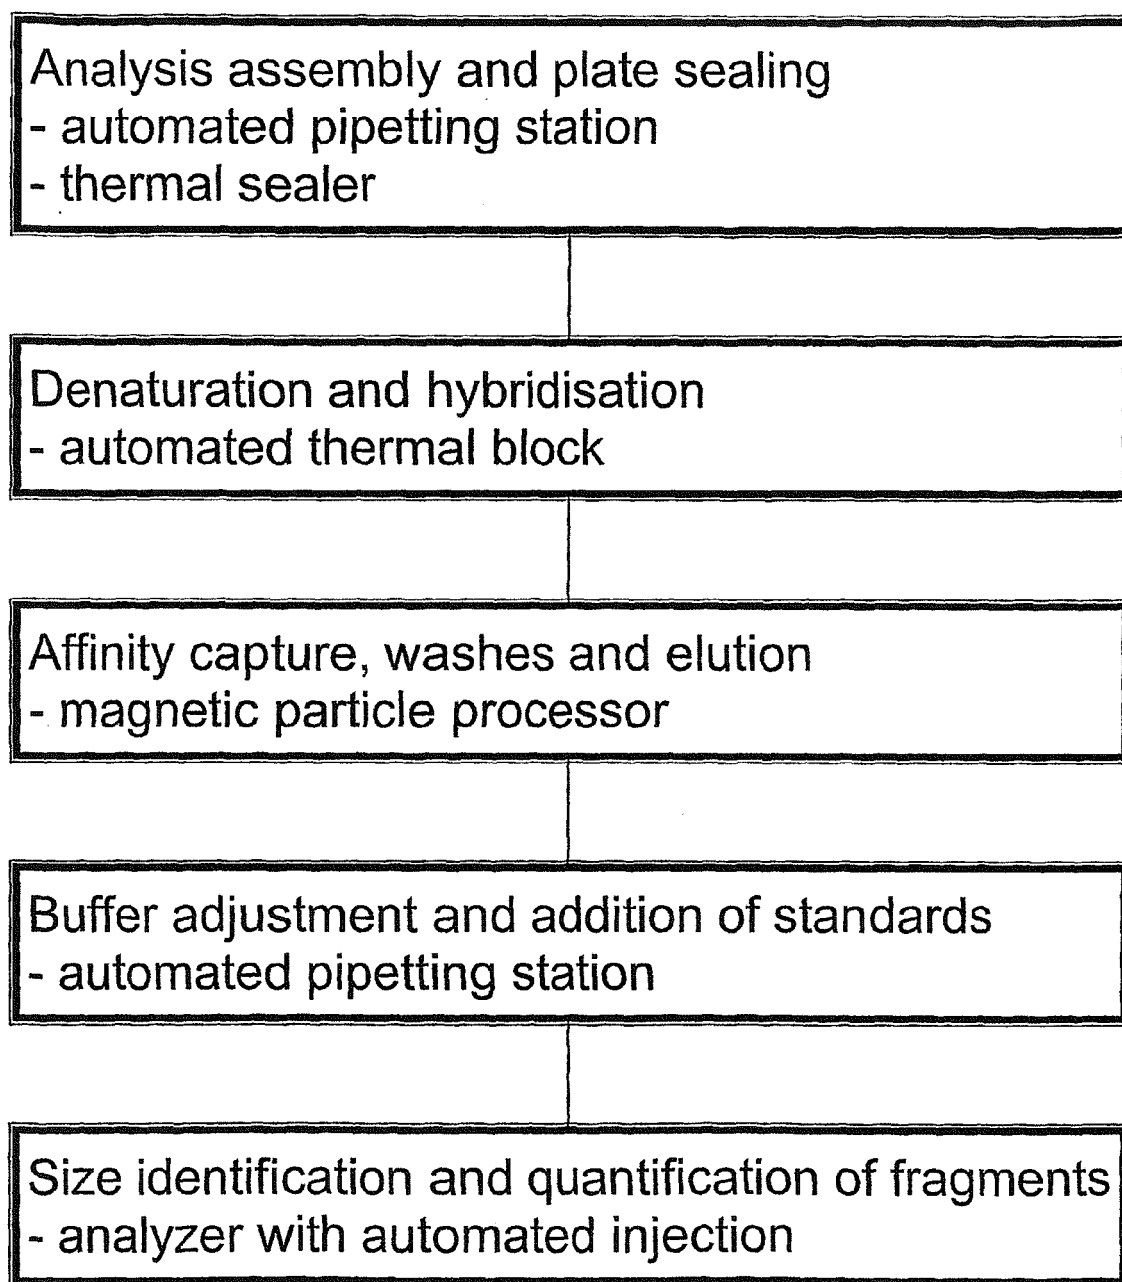 Analysis assembly and plate sealing
- automated pipetting station
- thermal sealer
Denaturation and hybridisation
- automated thermal block
Affinity capture, washes and elution
- magnetic particle processor
Buffer adjustment and addition of standards
- automated pipetting station
Size identification and quantification of fragments
- analyzer with automated injection